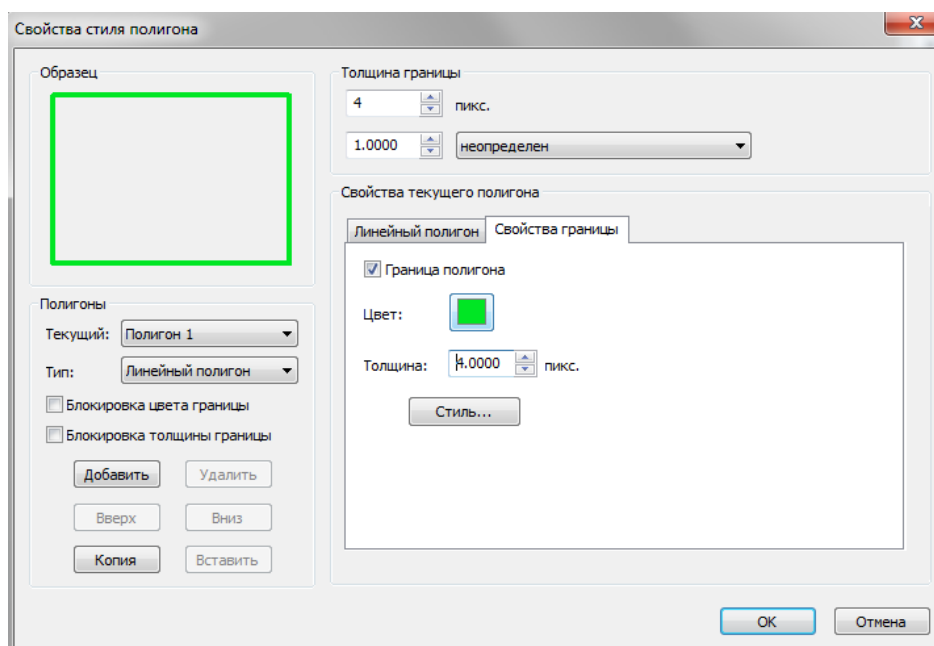 Свойства стиля полигона
Образец
Толщина границы
4 пикс.
1.0000 неопределен
Свойства текущего полигона
Линейный полигон Свойства границы
Граница полигона
Цвет:
Толщина: 4.0000 пикс.
Стиль...
Полигоны
Текущий: Полигон 1
Тип: Линейный полигон
Блокировка цвета границы
Блокировка толщины границы
Добавить Удалить
Вверх Вниз
Копия Вставить
OK Отмена